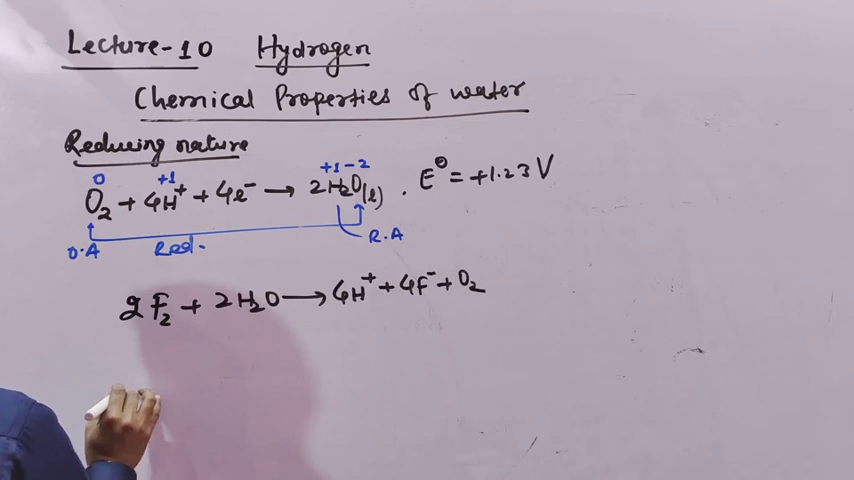 Lecture-10 Hydrogen
Chemical Properties of water
Reducing nature
0 +1 +1 -2
O₂ + 4H⁺ + 4e⁻ → 2H₂O(l) . E⊖ = +1.23 V
O.A Red. R.A
2F₂ + 2H₂O → 4H⁺ + 4F⁻ + O₂